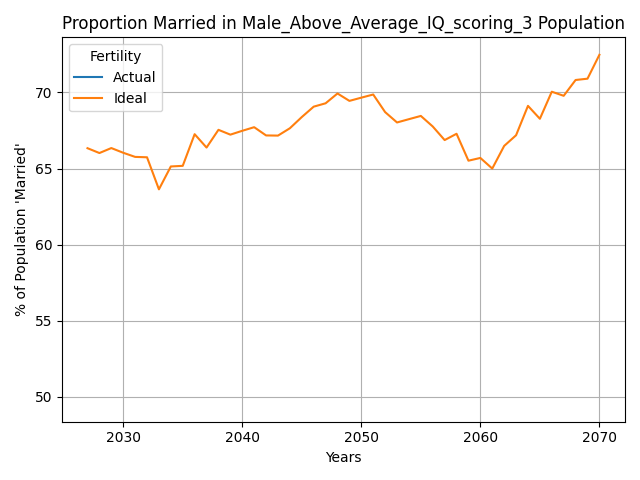 Proportion Married in Male_Above_Average_IQ_scoring_3 Population
Fertility
Actual
Ideal
% of Population 'Married'
70
65
60
55
50
2030 2040 2050 2060 2070
Years